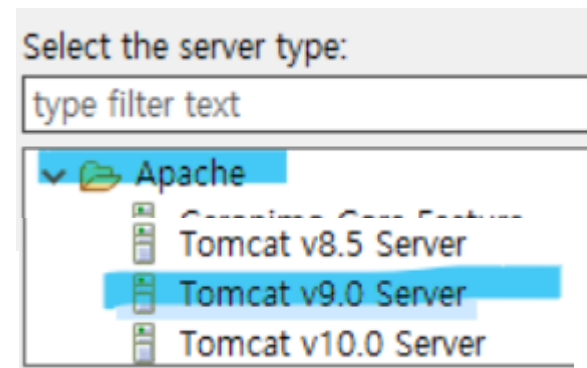 Select the server type:
type filter text
Apache
Tomcat v8.5 Server
Tomcat v9.0 Server
Tomcat v10.0 Server